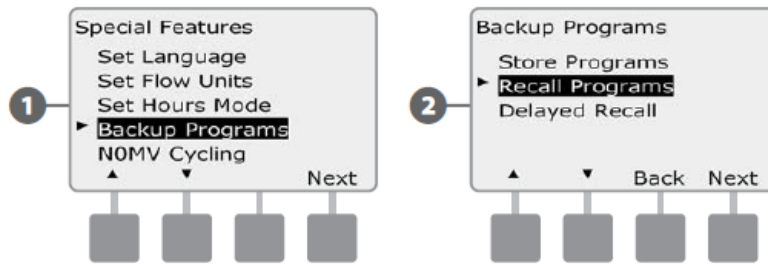 Special Features
Set Language
Set Flow Units
Set Hours Mode
Backup Programs
N0MV Cycling
Next
1
Backup Programs
Store Programs
Recall Programs
Delayed Recall
Back Next
2